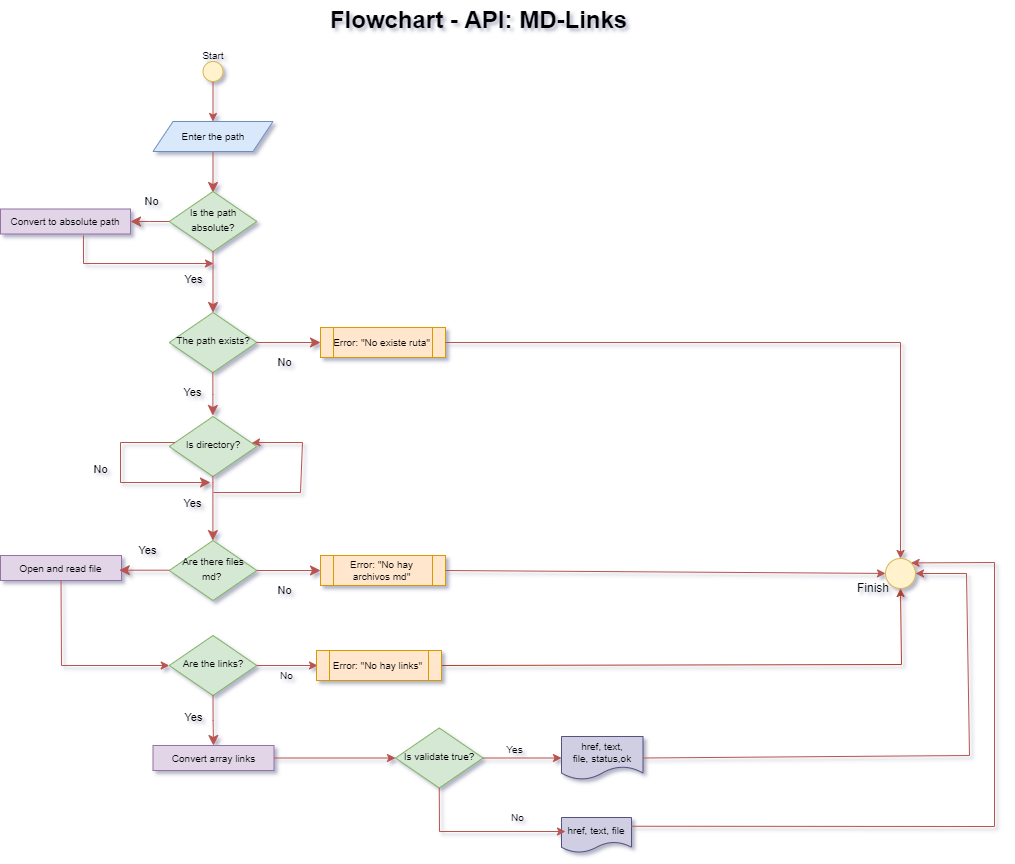 Flowchart - API: MD-Links
Start
Enter the path
No
Is the path
absolute?
Convert to absolute path
Yes
The path exists?
Error: "No existe ruta"
No
Yes
Is directory?
No
Yes
Yes
Are there files
md?
Open and read file
Error: "No hay
archivos md"
No
Finish
Are the links?
Error: "No hay links"
No
Yes
Convert array links
Is validate true?
Yes
href, text,
file, status,ok
No
href, text, file